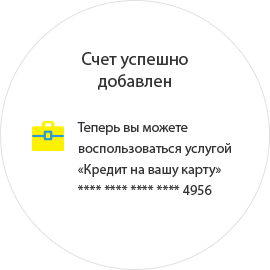 Счет успешно
добавлен
Теперь вы можете
воспользоваться услугой
«Кредит на вашу карту»
**** **** **** **** 4956